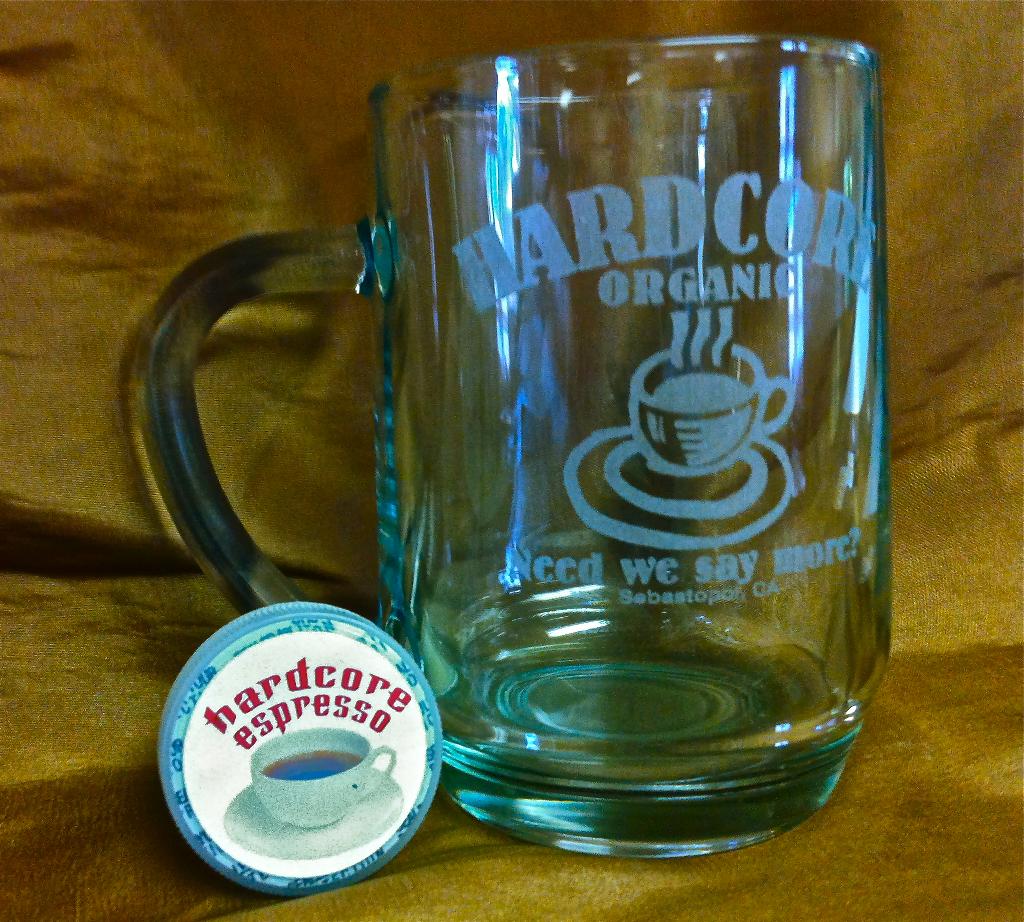 HARDCORE
ORGANIC
Need we say more?
Sebastopol, CA
hardcore
espresso